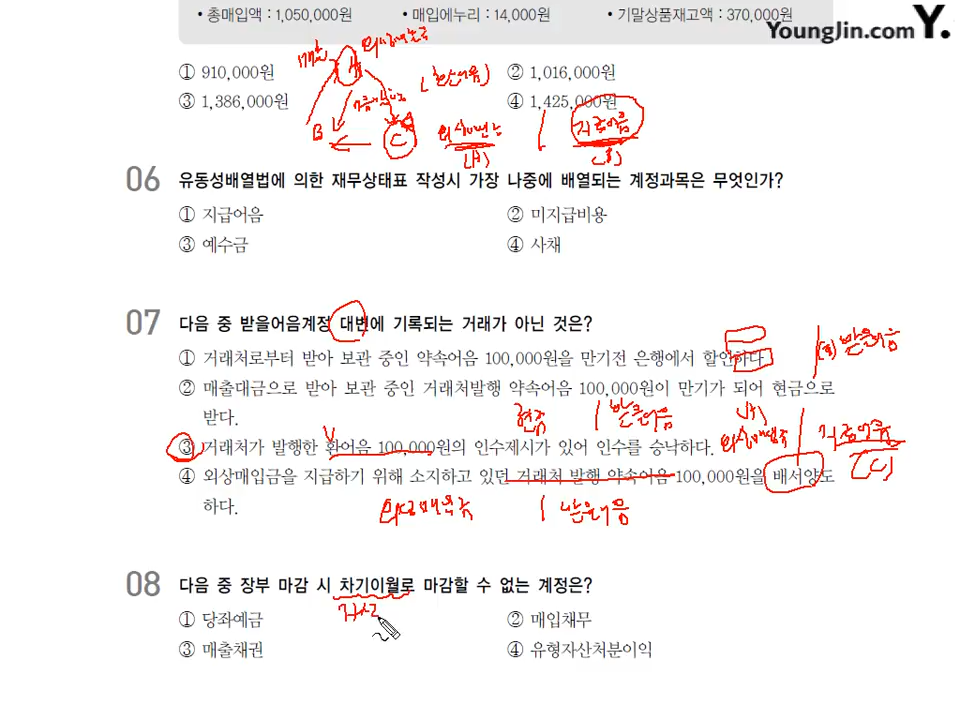 • 총매입액 : 1,050,000원 • 매입에누리 : 14,000원 • 기말상품재고액 : 370,000원
YoungJin.com Y.
① 910,000원 ② 1,016,000원
③ 1,386,000원 ④ 1,425,000원
A
B
C
(환어음)
(A)
지급어음
(B)
06 유동성배열법에 의한 재무상태표 작성시 가장 나중에 배열되는 계정과목은 무엇인가?
① 지급어음 ② 미지급비용
③ 예수금 ④ 사채
07 다음 중 받을어음계정 대변에 기록되는 거래가 아닌 것은?
① 거래처로부터 받아 보관 중인 약속어음 100,000원을 만기전 은행에서 할인하다.
받을어음
② 매출대금으로 받아 보관 중인 거래처발행 약속어음 100,000원이 만기가 되어 현금으로
받다.
현금 받을어음
③ 거래처가 발행한 환어음 100,000원의 인수제시가 있어 인수를 승낙하다.
외상매입금 지급어음
(C)
④ 외상매입금을 지급하기 위해 소지하고 있던 거래처 발행 약속어음 100,000원을 배서양도
하다.
외상매입금 받을어음
08 다음 중 장부 마감 시 차기이월로 마감할 수 없는 계정은?
① 당좌예금 ② 매입채무
③ 매출채권 ④ 유형자산처분이익